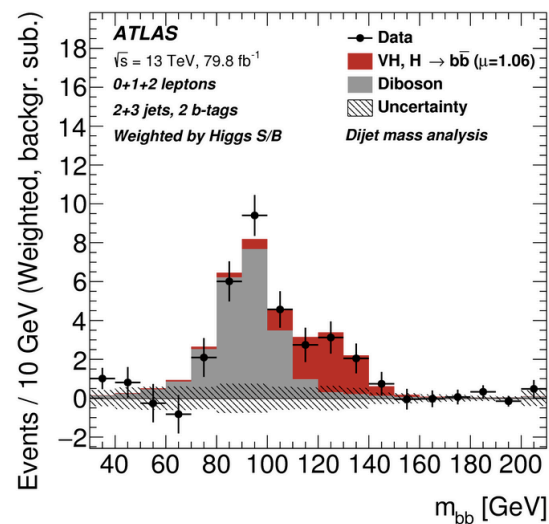 ATLAS
√s = 13 TeV, 79.8 fb⁻¹
0+1+2 leptons
2+3 jets, 2 b-tags
Weighted by Higgs S/B
Data
VH, H → bb̄ (μ=1.06)
Diboson
Uncertainty
Dijet mass analysis
Events / 10 GeV (Weighted, backgr. sub.)
18
16
14
12
10
8
6
4
2
0
−2
40 60 80 100 120 140 160 180 200
m_bb [GeV]